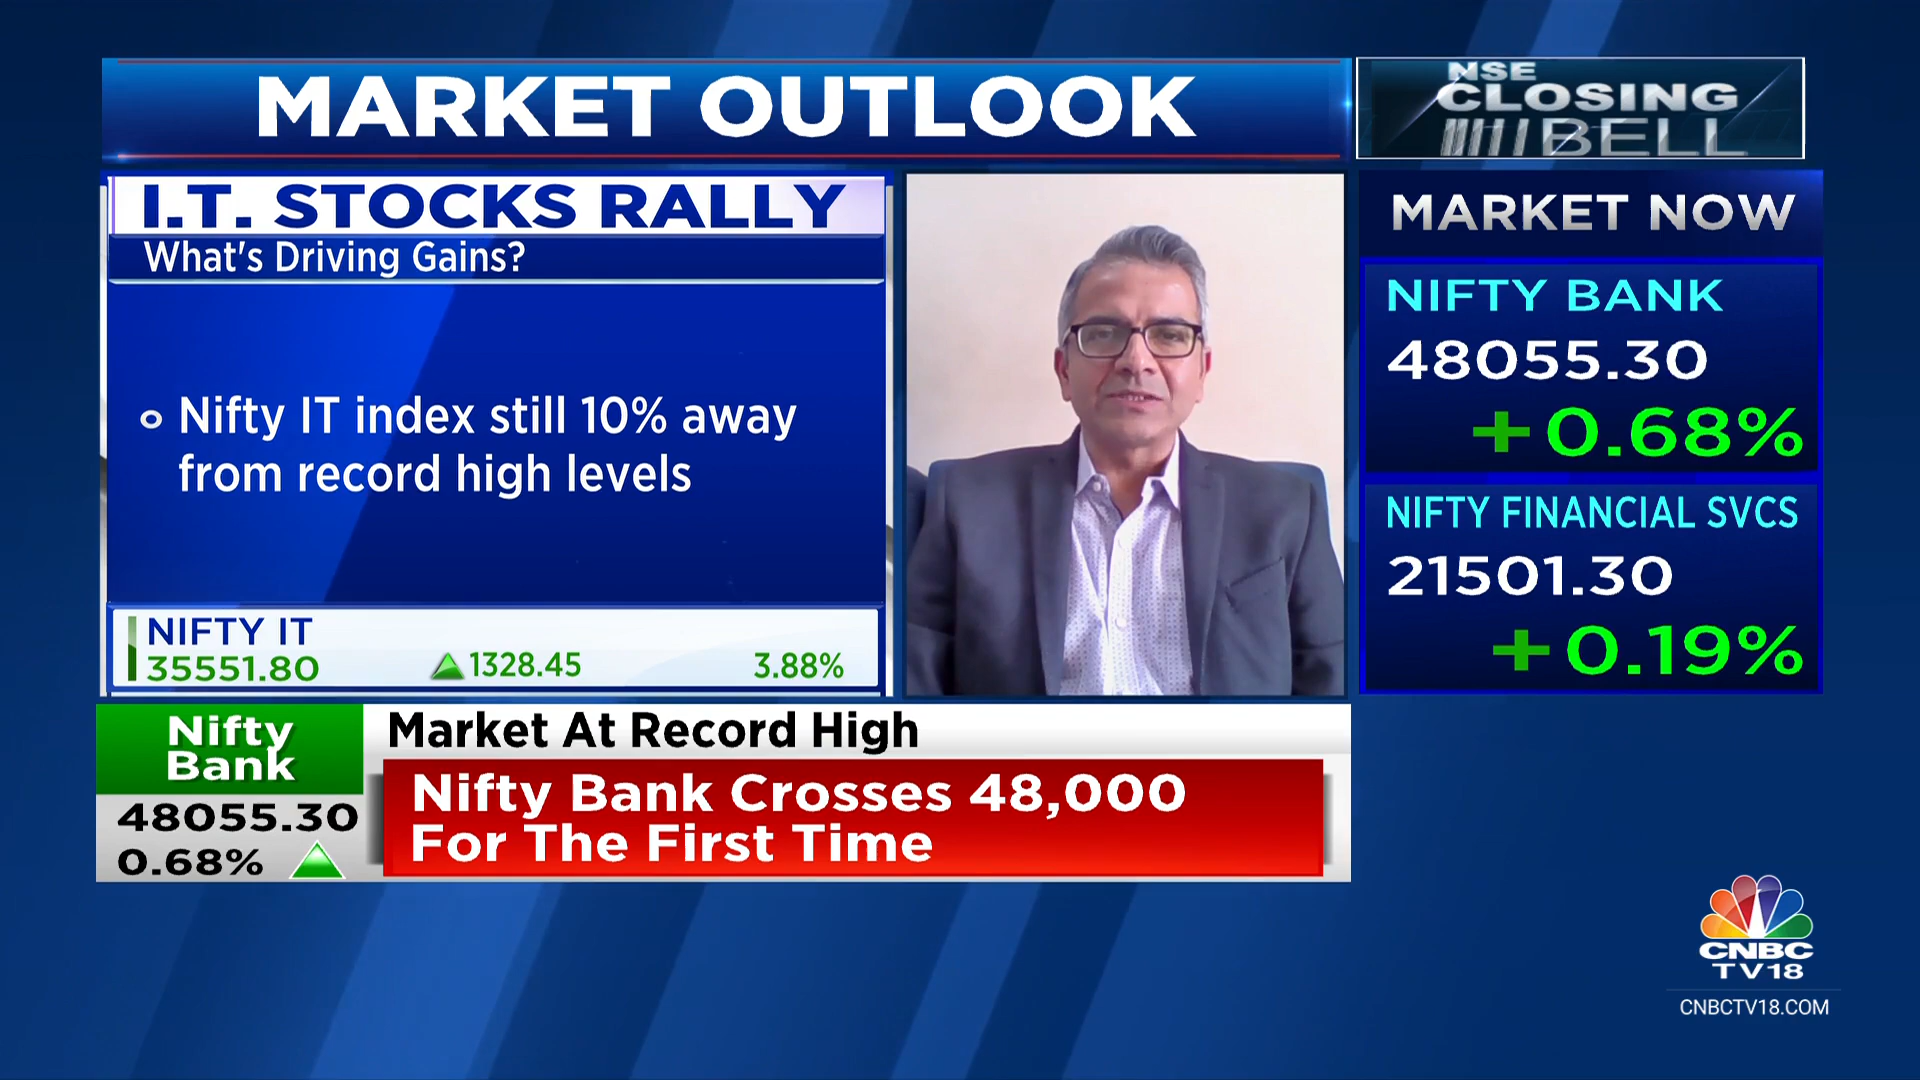 MARKET OUTLOOK
NSE
CLOSING
BELL
I.T. STOCKS RALLY
What's Driving Gains?
Nifty IT index still 10% away
from record high levels
NIFTY IT
35551.80 1328.45 3.88%
MARKET NOW
NIFTY BANK
48055.30
+0.68%
NIFTY FINANCIAL SVCS
21501.30
+0.19%
Nifty
Bank
48055.30
0.68%
Market At Record High
Nifty Bank Crosses 48,000
For The First Time
CNBC
TV18
CNBCTV18.COM